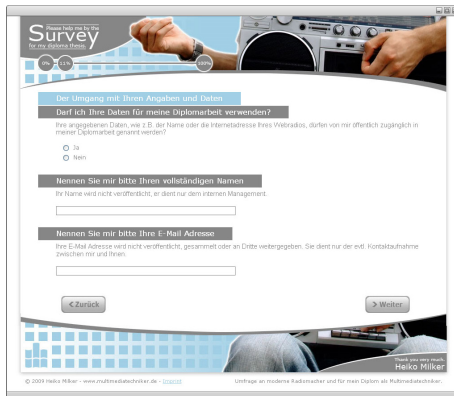 Please help me by the
Survey
for my diploma thesis.
0% 11% 100%
Der Umgang mit Ihren Angaben und Daten
Darf ich Ihre Daten für meine Diplomarbeit verwenden?
Ihre angegebenen Daten, wie z.B. der Name oder die Internetadresse Ihres Webradios, dürfen von mir öffentlich zugänglich in
meiner Diplomarbeit genannt werden?
Ja
Nein
Nennen Sie mir bitte Ihren vollständigen Namen
Ihr Name wird nicht veröffentlicht, er dient nur dem internen Management.
Nennen Sie mir bitte Ihre E-Mail Adresse
Ihre E-Mail Adresse wird nicht veröffentlicht, gesammelt oder an Dritte weitergegeben. Sie dient nur der evtl. Kontaktaufnahme
zwischen mir und Ihnen.
< Zurück
> Weiter
Thank you very much.
Heiko Milker
© 2009 Heiko Milker - www.multimediatechniker.de - Imprint
Umfrage an moderne Radiomacher und für mein Diplom als Multimediatechniker.